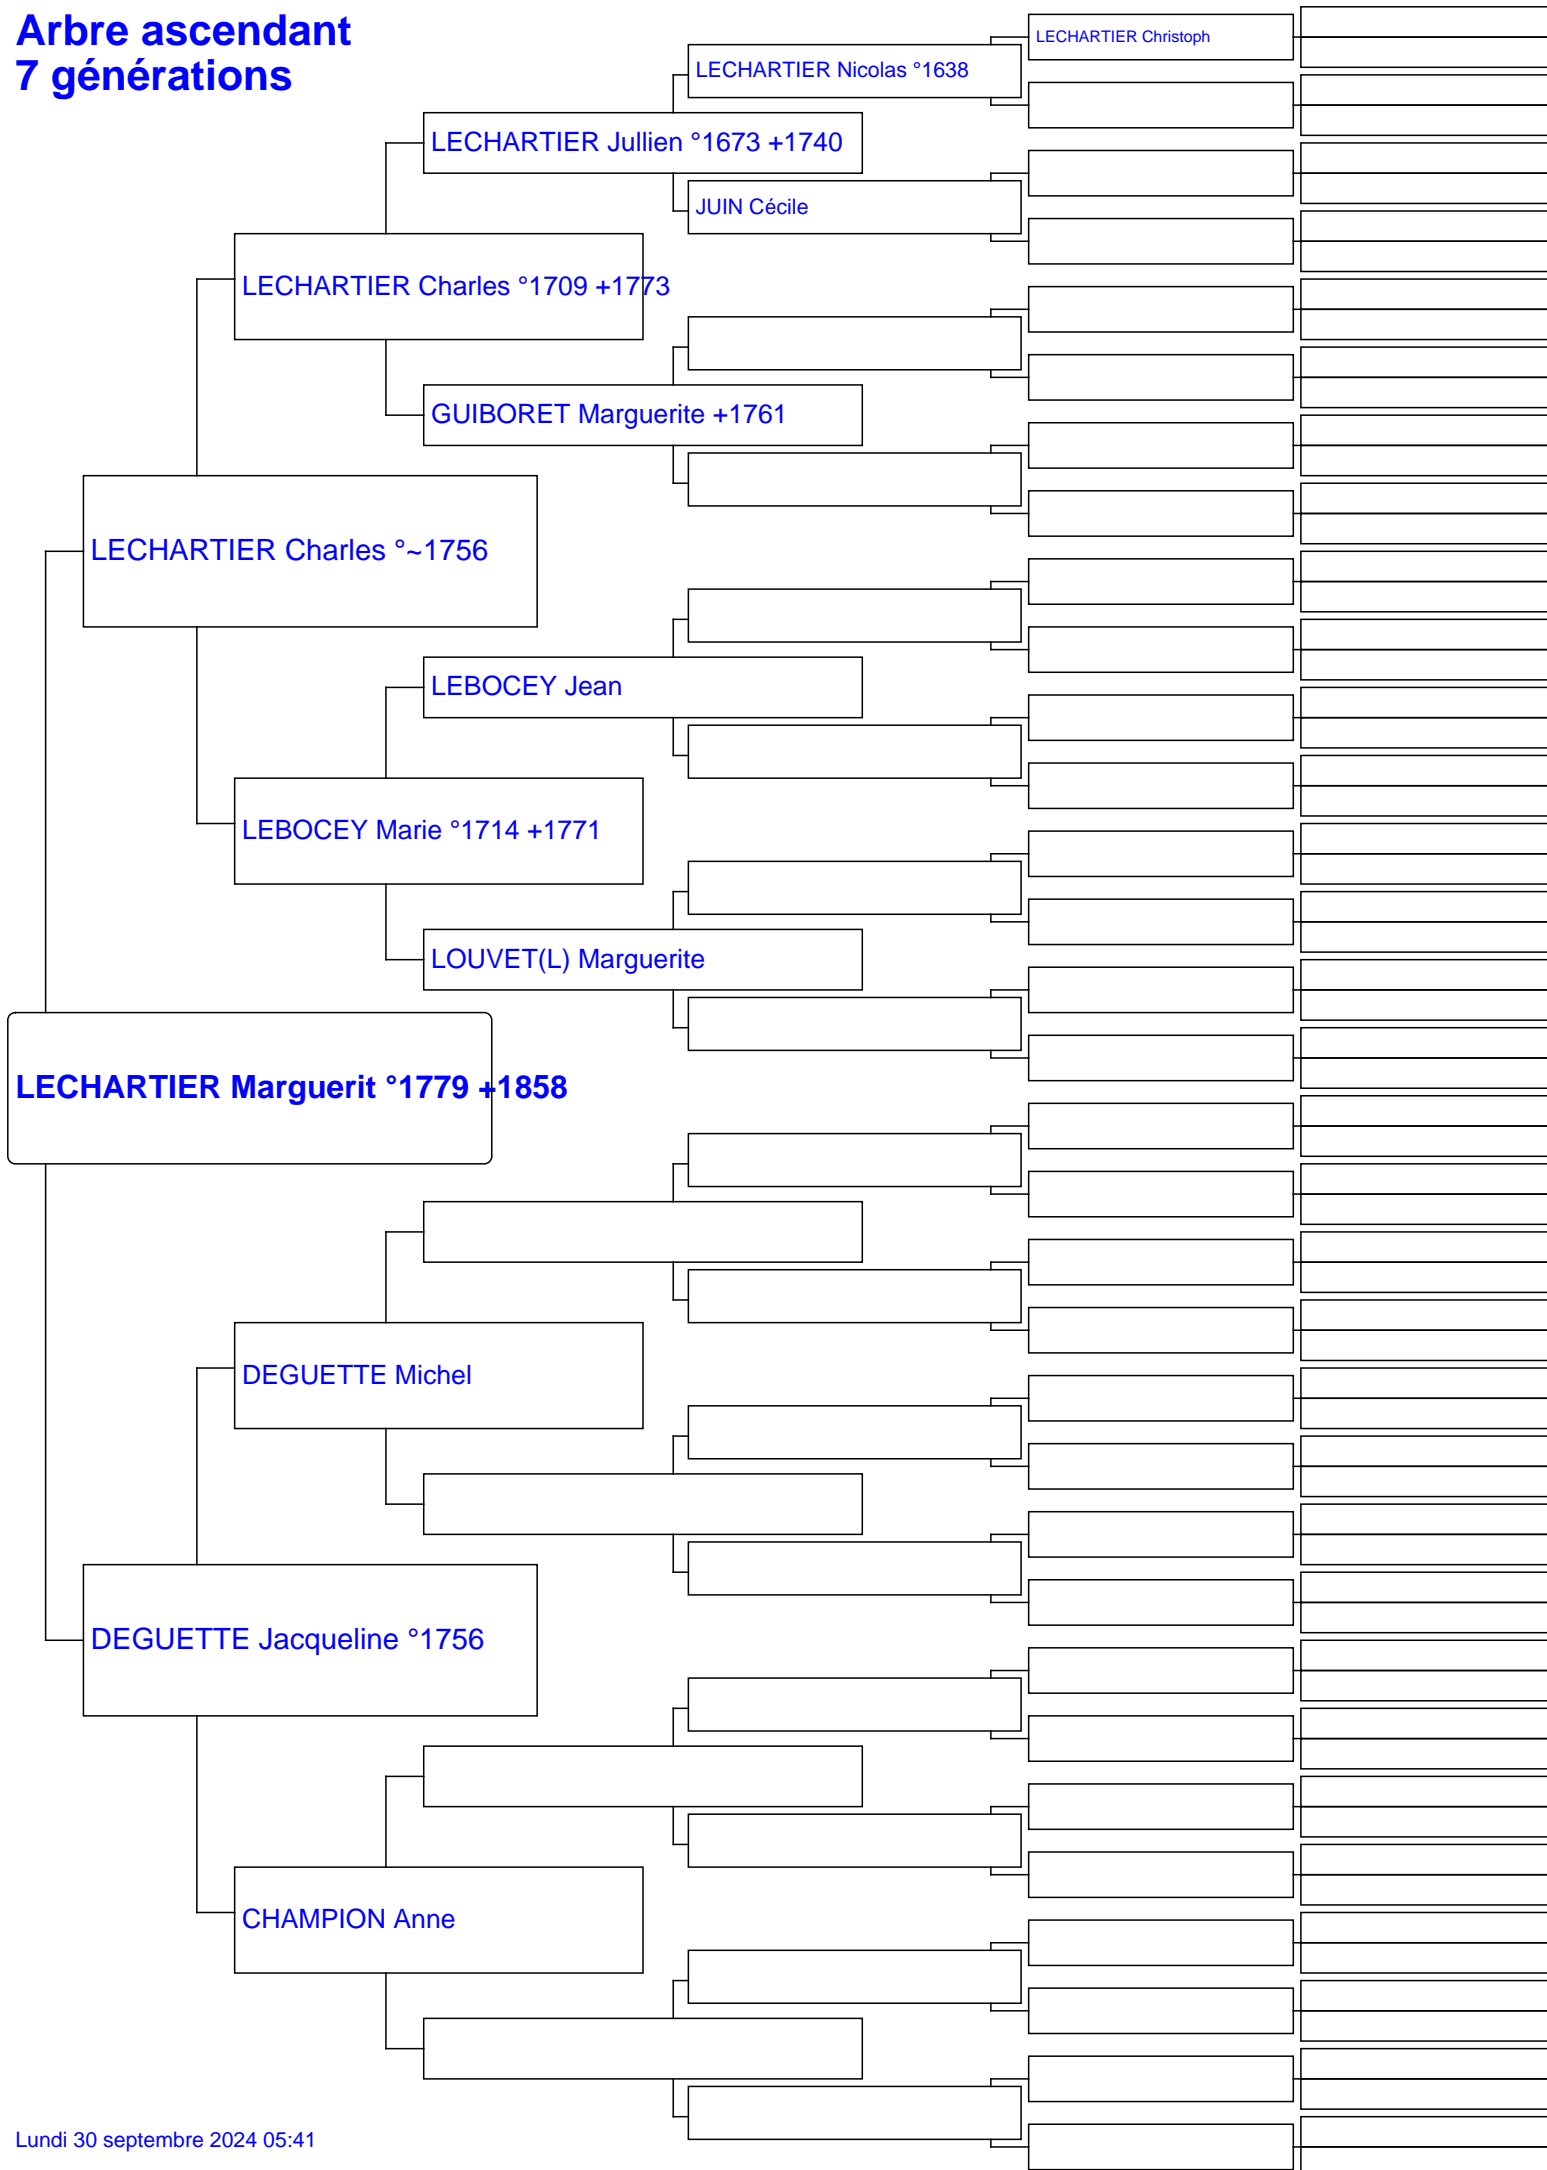 Arbre ascendant
7 générations
LECHARTIER Christoph
LECHARTIER Nicolas °1638
LECHARTIER Jullien °1673 +1740
JUIN Cécile
LECHARTIER Charles °1709 +1773
GUIBORET Marguerite +1761
LECHARTIER Charles °~1756
LEBOCEY Jean
LEBOCEY Marie °1714 +1771
LOUVET(L) Marguerite
LECHARTIER Marguerit °1779 +1858
DEGUETTE Michel
DEGUETTE Jacqueline °1756
CHAMPION Anne
Lundi 30 septembre 2024 05:41